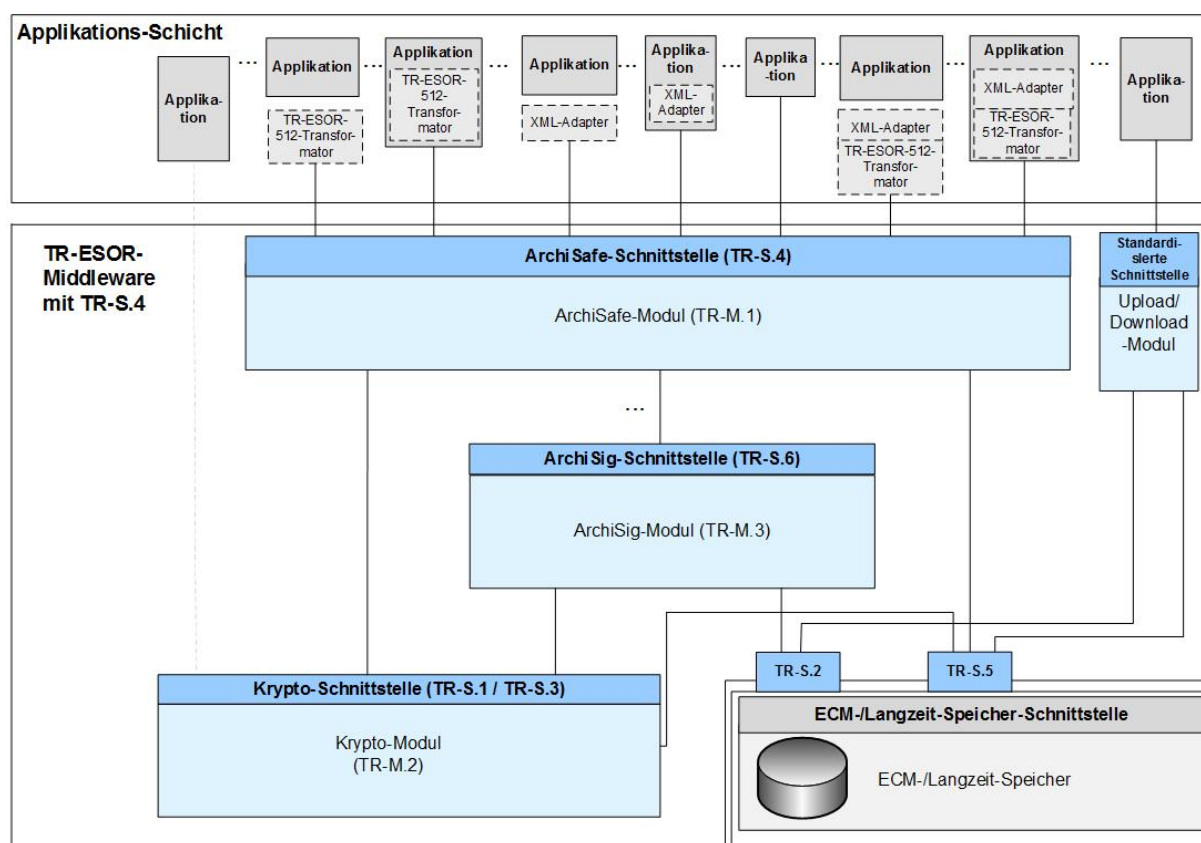 Applikations-Schicht
Applika-
tion
...
Applikation
TR-ESOR-
512-Transfor-
mator
...
Applikation
TR-ESOR-
512-
Transfor-
mator
...
Applikation
XML-Adapter
...
Applika-
tion
XML-
Adapter
...
Applika
-tion
...
Applikation
XML-Adapter
TR-ESOR-512-
Transformator
...
Applikation
XML-Adapter
TR-ESOR-
512-Transfor-
mator
...
Applika-
tion
TR-ESOR-
Middleware
mit TR-S.4
ArchiSafe-Schnittstelle (TR-S.4)
ArchiSafe-Modul (TR-M.1)
Standardi-
sierte
Schnittstelle
Upload/
Download
-Modul
...
ArchiSig-Schnittstelle (TR-S.6)
ArchiSig-Modul (TR-M.3)
Krypto-Schnittstelle (TR-S.1 / TR-S.3)
Krypto-Modul
(TR-M.2)
TR-S.2
TR-S.5
ECM-/Langzeit-Speicher-Schnittstelle
ECM-/Langzeit-Speicher